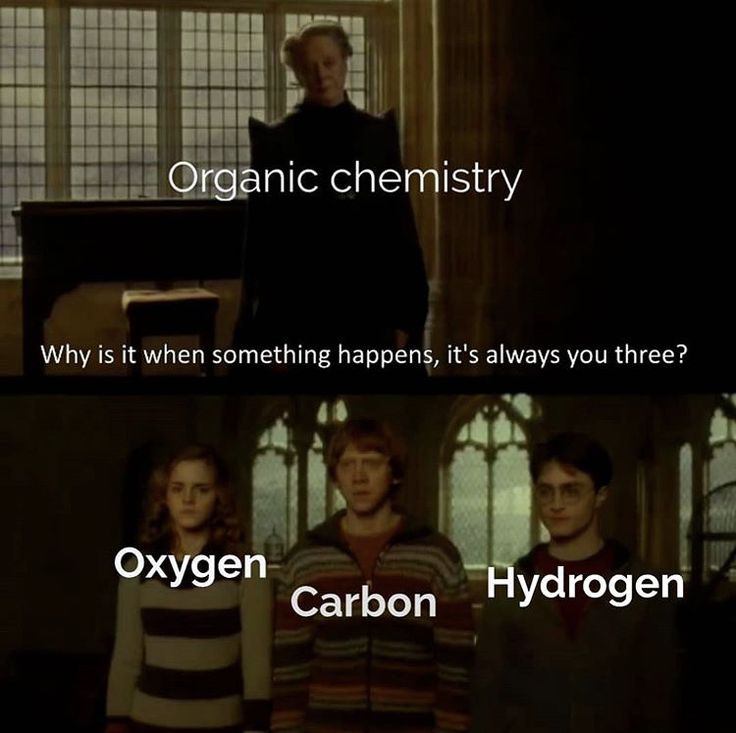 Organic chemistry
Why is it when something happens, it's always you three?
Oxygen
Carbon
Hydrogen